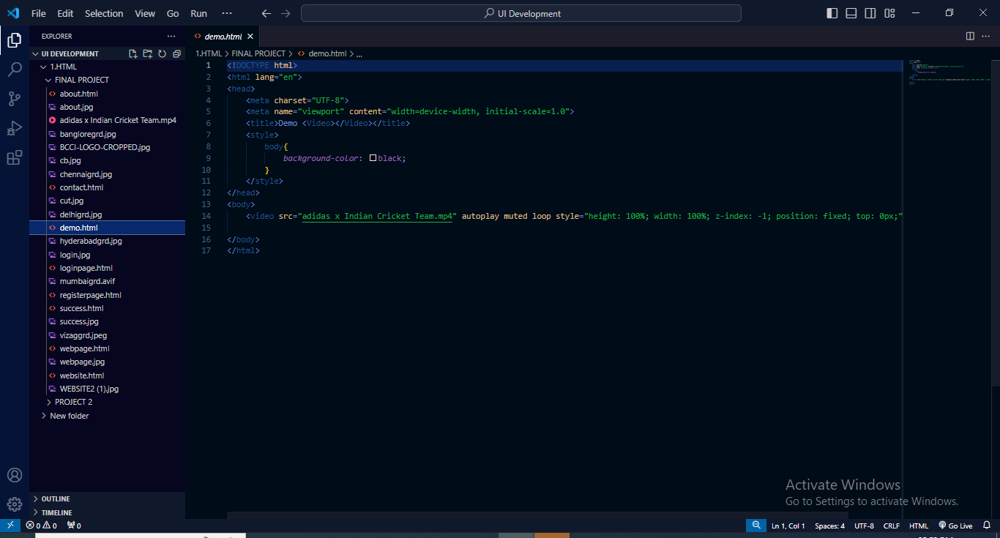 File Edit Selection View Go Run ··· UI Development
EXPLORER ···
demo.html
UI DEVELOPMENT
1.HTML
FINAL PROJECT
about.html
about.jpg
adidas x Indian Cricket Team.mp4
bangloregrd.jpg
BCCI-LOGO-CROPPED.jpg
cb.jpg
chennaigrd.jpg
contact.html
cut.jpg
delhigrd.jpg
demo.html
hyderabadgrd.jpg
login.jpg
loginpage.html
mumbaigrd.avif
registerpage.html
success.html
success.jpg
vizaggrd.jpeg
webpage.html
webpage.jpg
website.html
WEBSITE2 (1).jpg
PROJECT 2
New folder
OUTLINE
TIMELINE
1.HTML > FINAL PROJECT > demo.html > ...
1 <!DOCTYPE html>
2 <html lang="en">
3 <head>
4 <meta charset="UTF-8">
5 <meta name="viewport" content="width=device-width, initial-scale=1.0">
6 <title>Demo <Video></Video></title>
7 <style>
8 body{
9 background-color: black;
10 }
11 </style>
12 </head>
13 <body>
14 <video src="adidas x Indian Cricket Team.mp4" autoplay muted loop style="height: 100%; width: 100%; z-index: -1; position: fixed; top: 0px;"
15
16 </body>
17 </html>
Activate Windows
Go to Settings to activate Windows.
0 0 0 Ln 1, Col 1 Spaces: 4 UTF-8 CRLF HTML Go Live